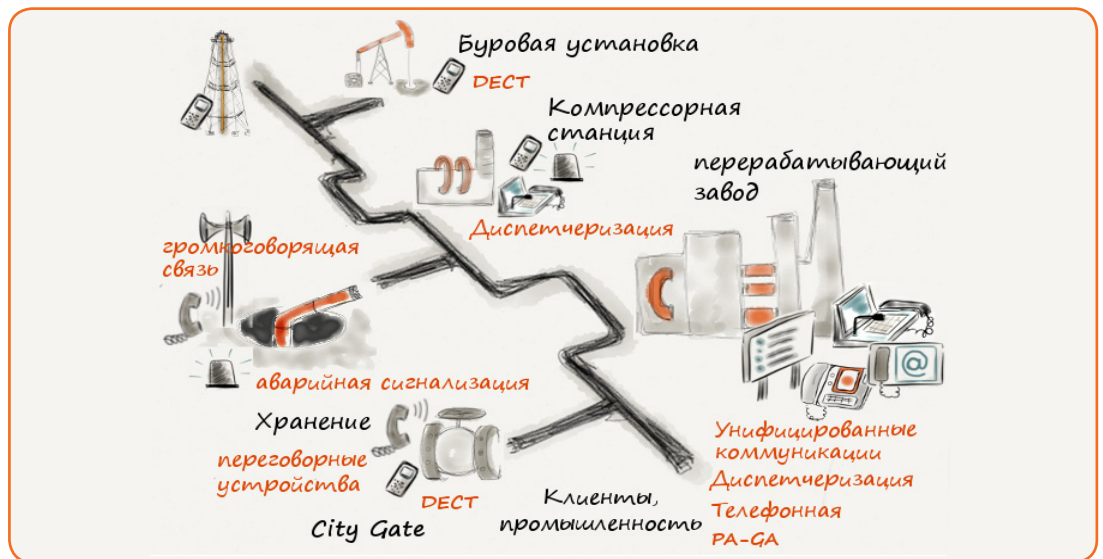 Буровая установка
DECT
Компрессорная
станция
перерабатывающий
завод
Диспетчеризация
громкоговорящая
связь
@
аварийная сигнализация
Хранение
переговорные
устройства
DECT
City Gate
Клиенты,
промышленность
Унифицированные
коммуникации
Диспетчеризация
Телефонная
PA-GA